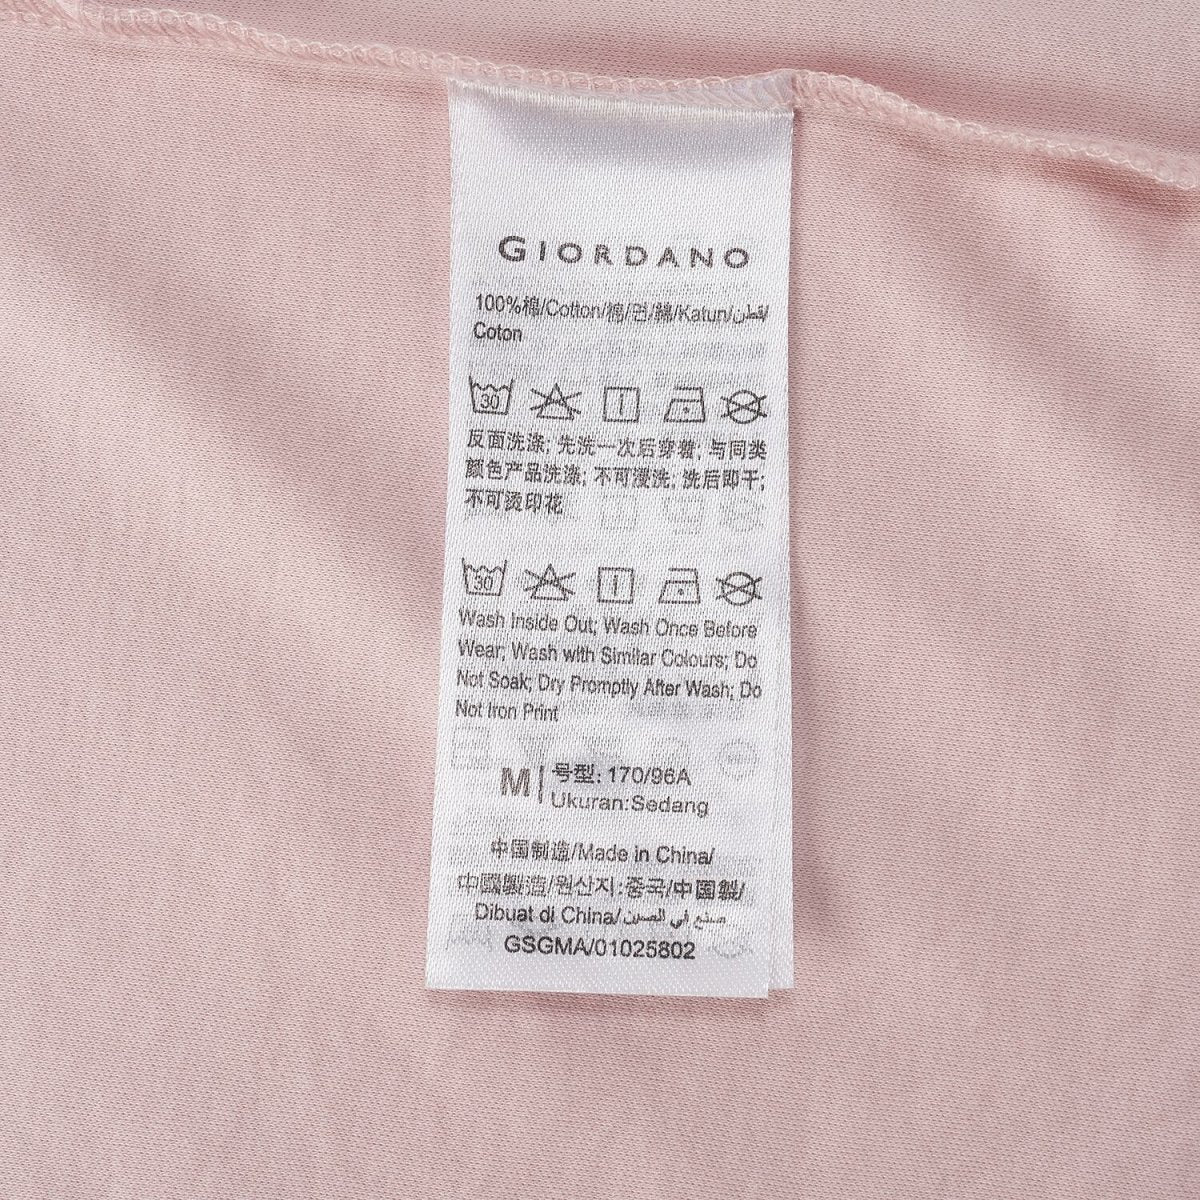 GIORDANO
100%棉/Cotton/棉/면/綿/Katun/قطن/
Coton
30
反面洗涤; 先洗一次后穿着; 与同类
颜色产品洗涤; 不可浸洗; 洗后即干;
不可烫印花
30
Wash Inside Out; Wash Once Before
Wear; Wash with Similar Colours; Do
Not Soak; Dry Promptly After Wash; Do
Not Iron Print
M 号型: 170/96A
Ukuran:Sedang
中国制造/Made in China/
中國製造/원산지:중국/中国製/
Dibuat di China/صنع في الصين
GSGMA/01025802